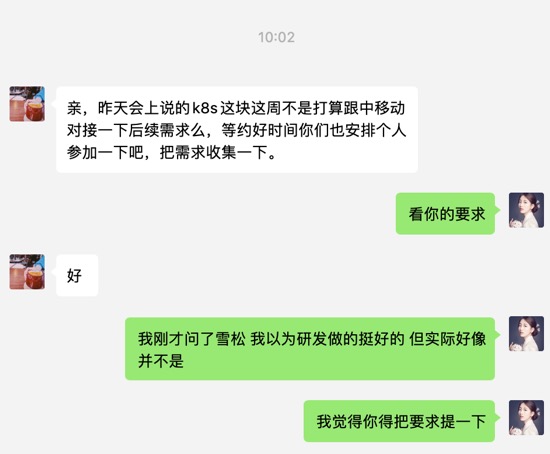 10:02
亲，昨天会上说的k8s这块这周不是打算跟中移动
对接一下后续需求么，等约好时间你们也安排个人
参加一下吧，把需求收集一下。
看你的要求
好
我刚才问了雪松 我以为研发做的挺好的 但实际好像
并不是
我觉得你得把要求提一下